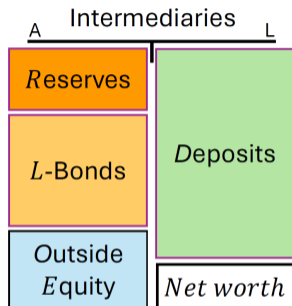 Intermediaries
A L
Reserves
L-Bonds
Deposits
Outside
Equity
Net worth